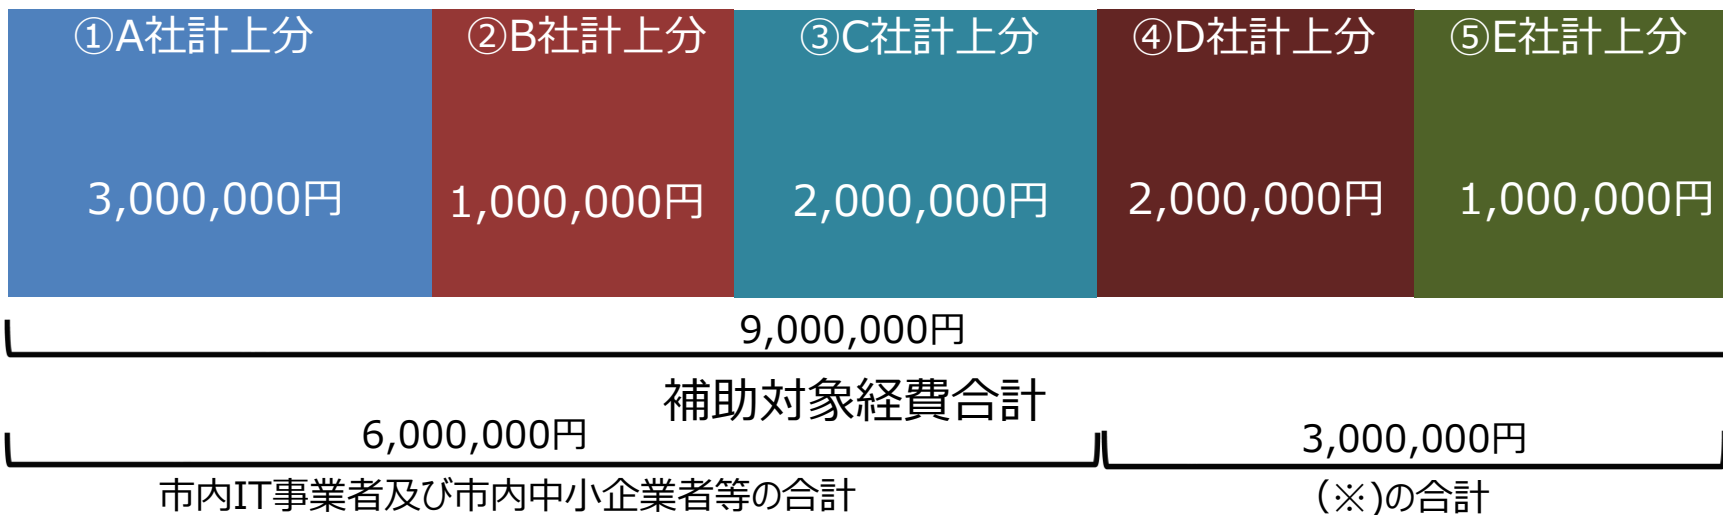 ①A社計上分 ②B社計上分 ③C社計上分 ④D社計上分 ⑤E社計上分
3,000,000円 1,000,000円 2,000,000円 2,000,000円 1,000,000円
9,000,000円
補助対象経費合計
6,000,000円 3,000,000円
市内IT事業者及び市内中小企業者等の合計 (※)の合計